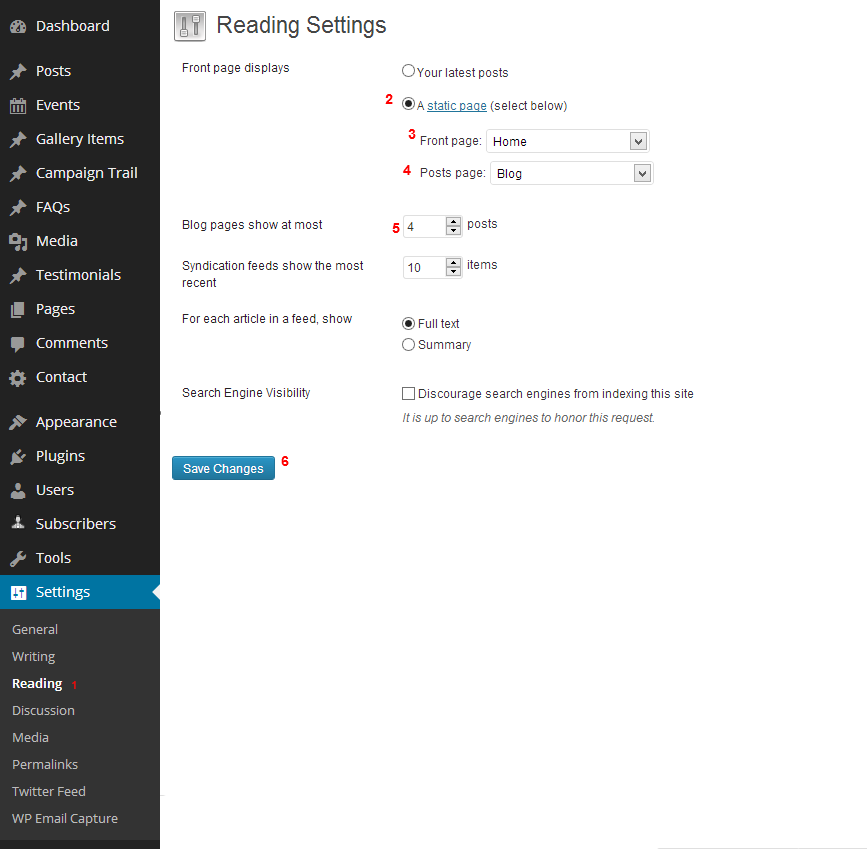 Dashboard
Posts
Events
Gallery Items
Campaign Trail
FAQs
Media
Testimonials
Pages
Comments
Contact
Appearance
Plugins
Users
Subscribers
Tools
Settings
General
Writing
Reading 1
Discussion
Media
Permalinks
Twitter Feed
WP Email Capture
Reading Settings
Front page displays
Your latest posts
2 A static page (select below)
3 Front page: Home
4 Posts page: Blog
Blog pages show at most 5 4 posts
Syndication feeds show the most 10 items
recent
For each article in a feed, show
Full text
Summary
Search Engine Visibility
Discourage search engines from indexing this site
It is up to search engines to honor this request.
Save Changes 6